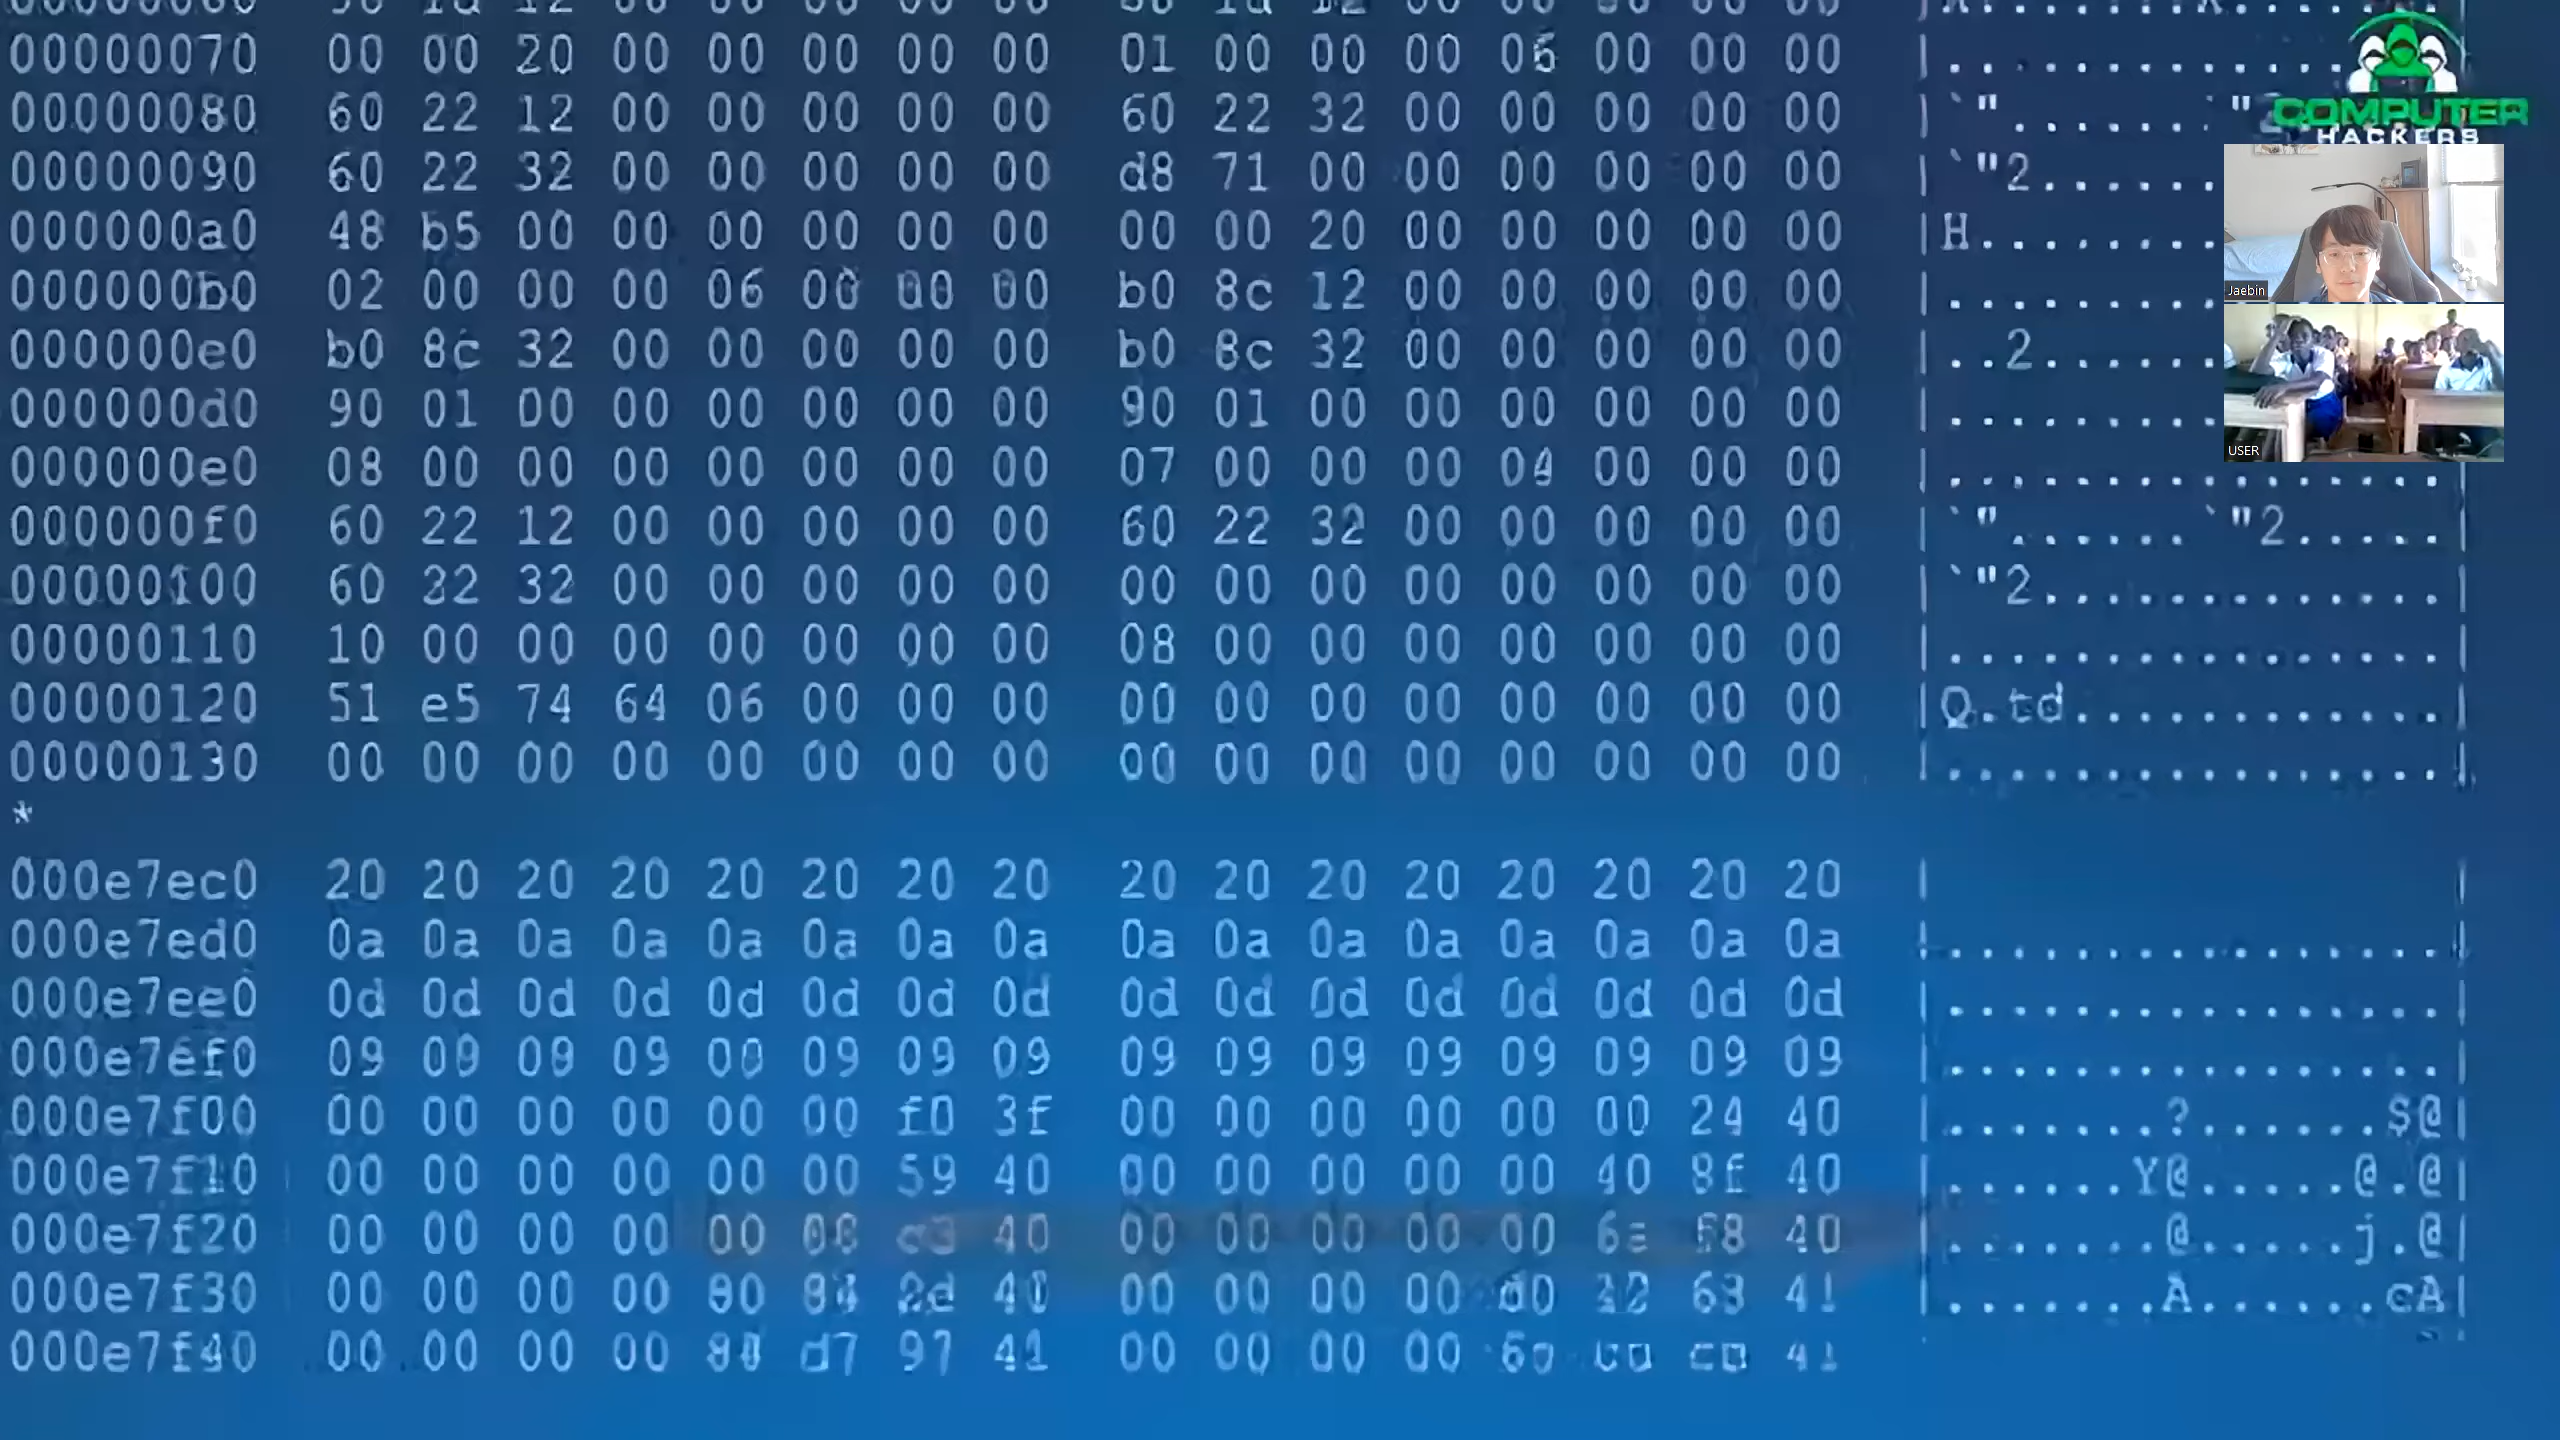 00000070 00 00 20 00 00 00 00 00 01 00 00 00 06 00 00 00
00000080 60 22 12 00 00 00 00 00 60 22 32 00 00 00 00 00 |`"......`"2
COMPUTER
HACKERS
00000090 60 22 32 00 00 00 00 00 d8 71 00 00 00 00 00 00 |`"2......
000000a0 48 b5 00 00 00 00 00 00 00 00 20 00 00 00 00 00 |H........
000000b0 02 00 00 00 06 00 00 00 b0 8c 12 00 00 00 00 00 |.........
Jaebin
000000e0 b0 8c 32 00 00 00 00 00 b0 8c 32 00 00 00 00 00 |..2......
000000d0 90 01 00 00 00 00 00 00 90 01 00 00 00 00 00 00 |.........
USER
000000e0 08 00 00 00 00 00 00 00 07 00 00 00 04 00 00 00 |................|
000000f0 60 22 12 00 00 00 00 00 60 22 32 00 00 00 00 00 |`"......`"2.....|
00000100 60 22 32 00 00 00 00 00 00 00 00 00 00 00 00 00 |`"2.............|
00000110 10 00 00 00 00 00 00 00 08 00 00 00 00 00 00 00 |................|
00000120 51 e5 74 64 06 00 00 00 00 00 00 00 00 00 00 00 |Q.td............|
00000130 00 00 00 00 00 00 00 00 00 00 00 00 00 00 00 00 |................|
*
000e7ec0 20 20 20 20 20 20 20 20 20 20 20 20 20 20 20 20 | |
000e7ed0 0a 0a 0a 0a 0a 0a 0a 0a 0a 0a 0a 0a 0a 0a 0a 0a |................|
000e7ee0 0d 0d 0d 0d 0d 0d 0d 0d 0d 0d 0d 0d 0d 0d 0d 0d |................|
000e7ef0 09 09 09 09 09 09 09 09 09 09 09 09 09 09 09 09 |................|
000e7f00 00 00 00 00 00 00 f0 3f 00 00 00 00 00 00 24 40 |.......?......$@|
000e7f10 00 00 00 00 00 00 59 40 00 00 00 00 00 40 8f 40 |......Y@.....@.@|
000e7f20 00 00 00 00 00 c3 40 00 00 00 00 00 40 |.......@.....j.@|
000e7f30 00 00 00 00 00 00 00 00 41 |.......A......cA|
000e7f40 00 00 00 00 d7 97 41 00 00 00 00 41